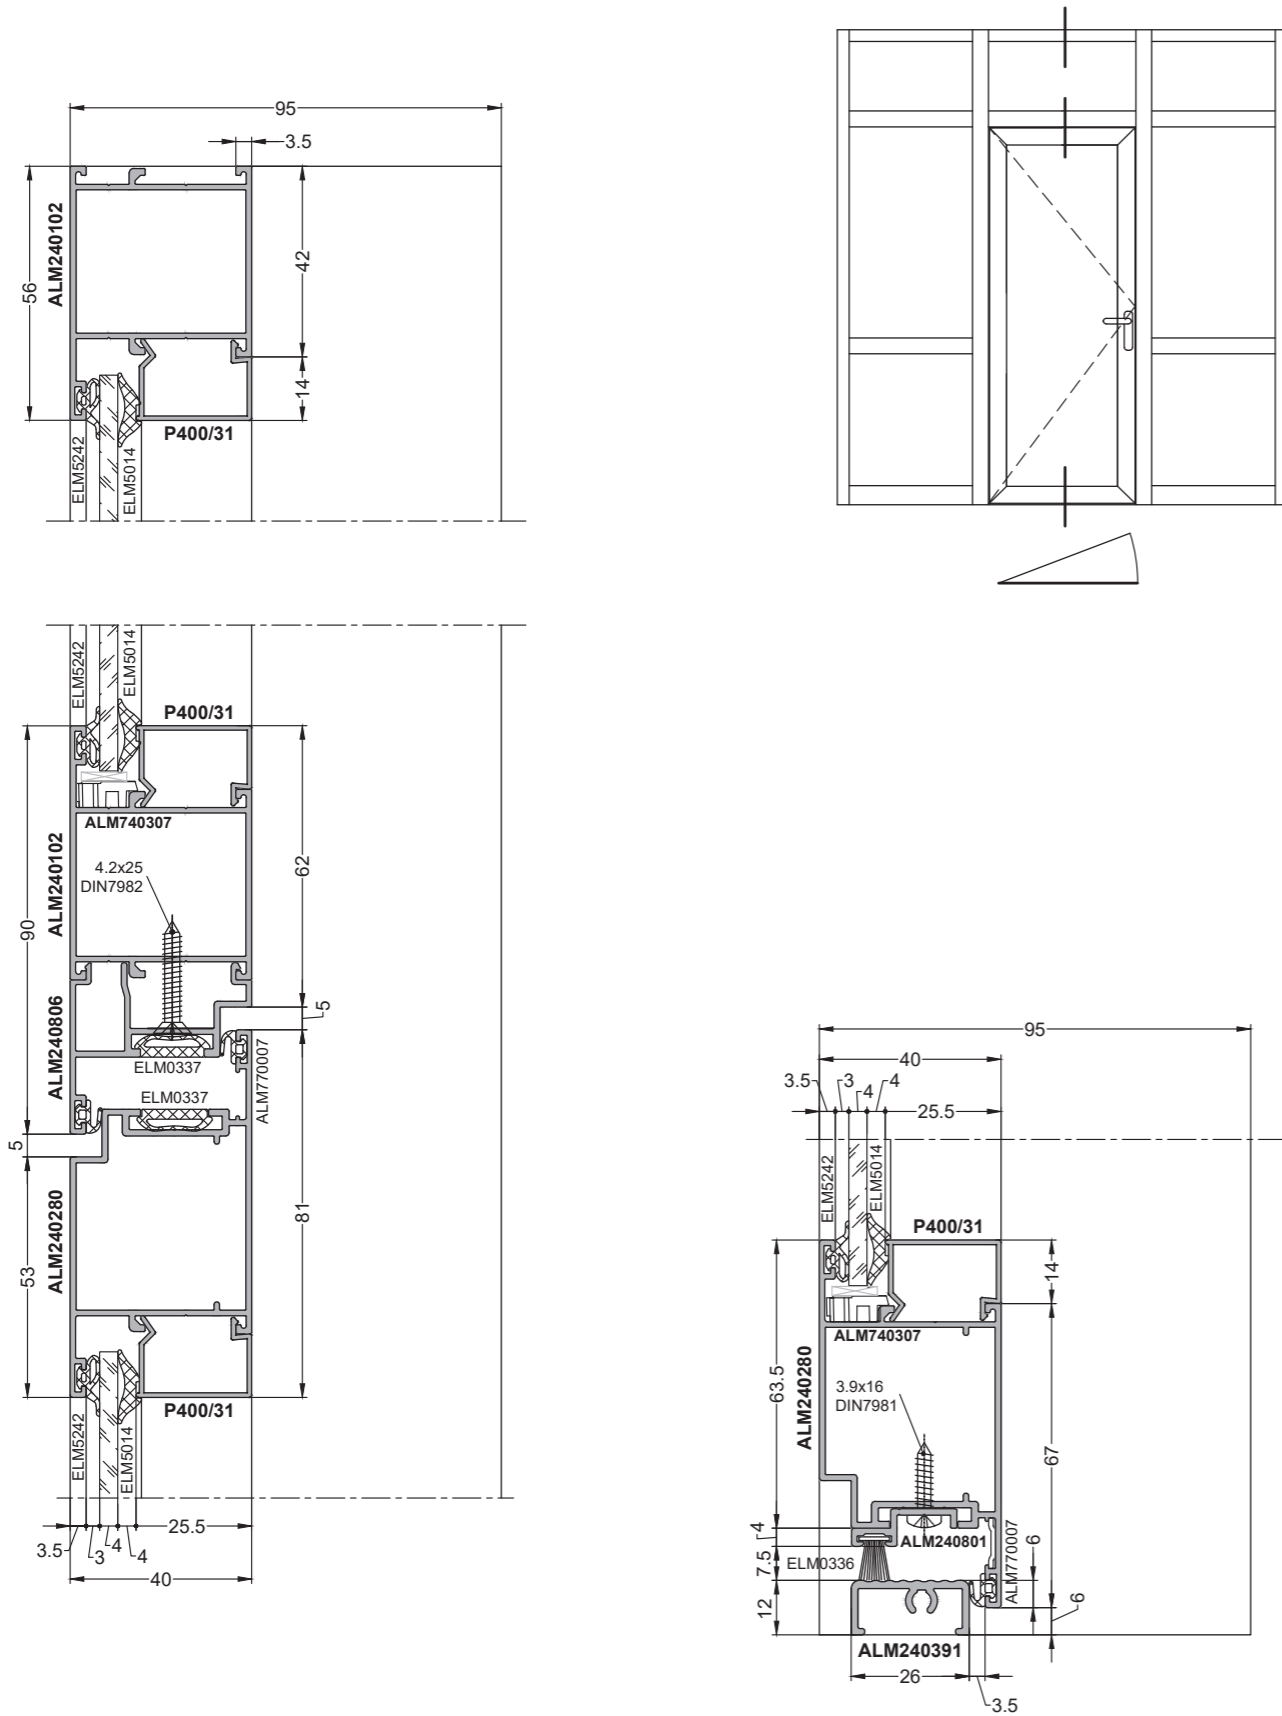 95
3.5
ALM240102
56
42
14
P400/31
ELM5242
ELM5014
ELM5242
ELM5014
P400/31
ALM740307
ALM240102
4.2x25
DIN7982
62
90
5
ALM240806
ELM0337
ELM0337
ALM770007
5
ALM240280
53
81
P400/31
ELM5242
ELM5014
3.5
3
4
4
25.5
40
95
40
3.5
3
4
4
25.5
ELM5242
ELM5014
P400/31
14
ALM740307
ALM240280
63.5
3.9x16
DIN7981
67
4
7.5
ELM0336
ALM240801
ALM770007
6
12
6
ALM240391
26
3.5